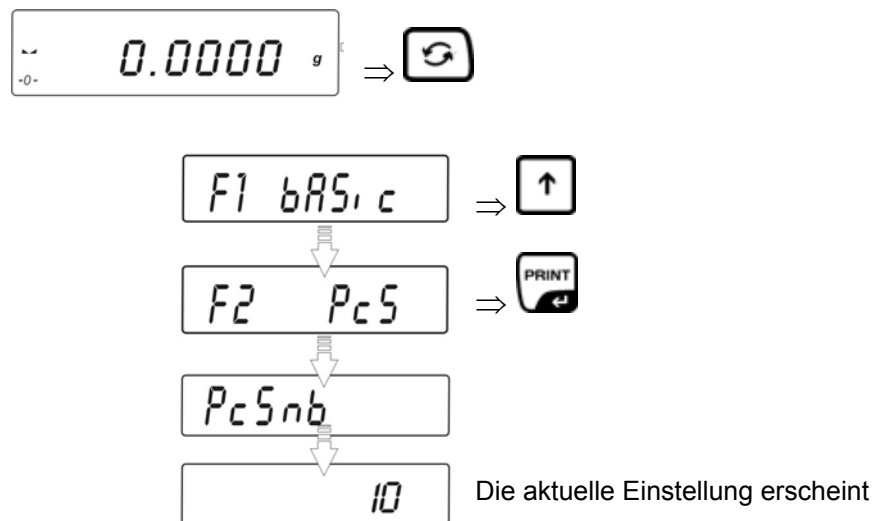 -0- 0.0000 g
F1 bASic
F2 PcS
PRINT
PcSnb
10 Die aktuelle Einstellung erscheint